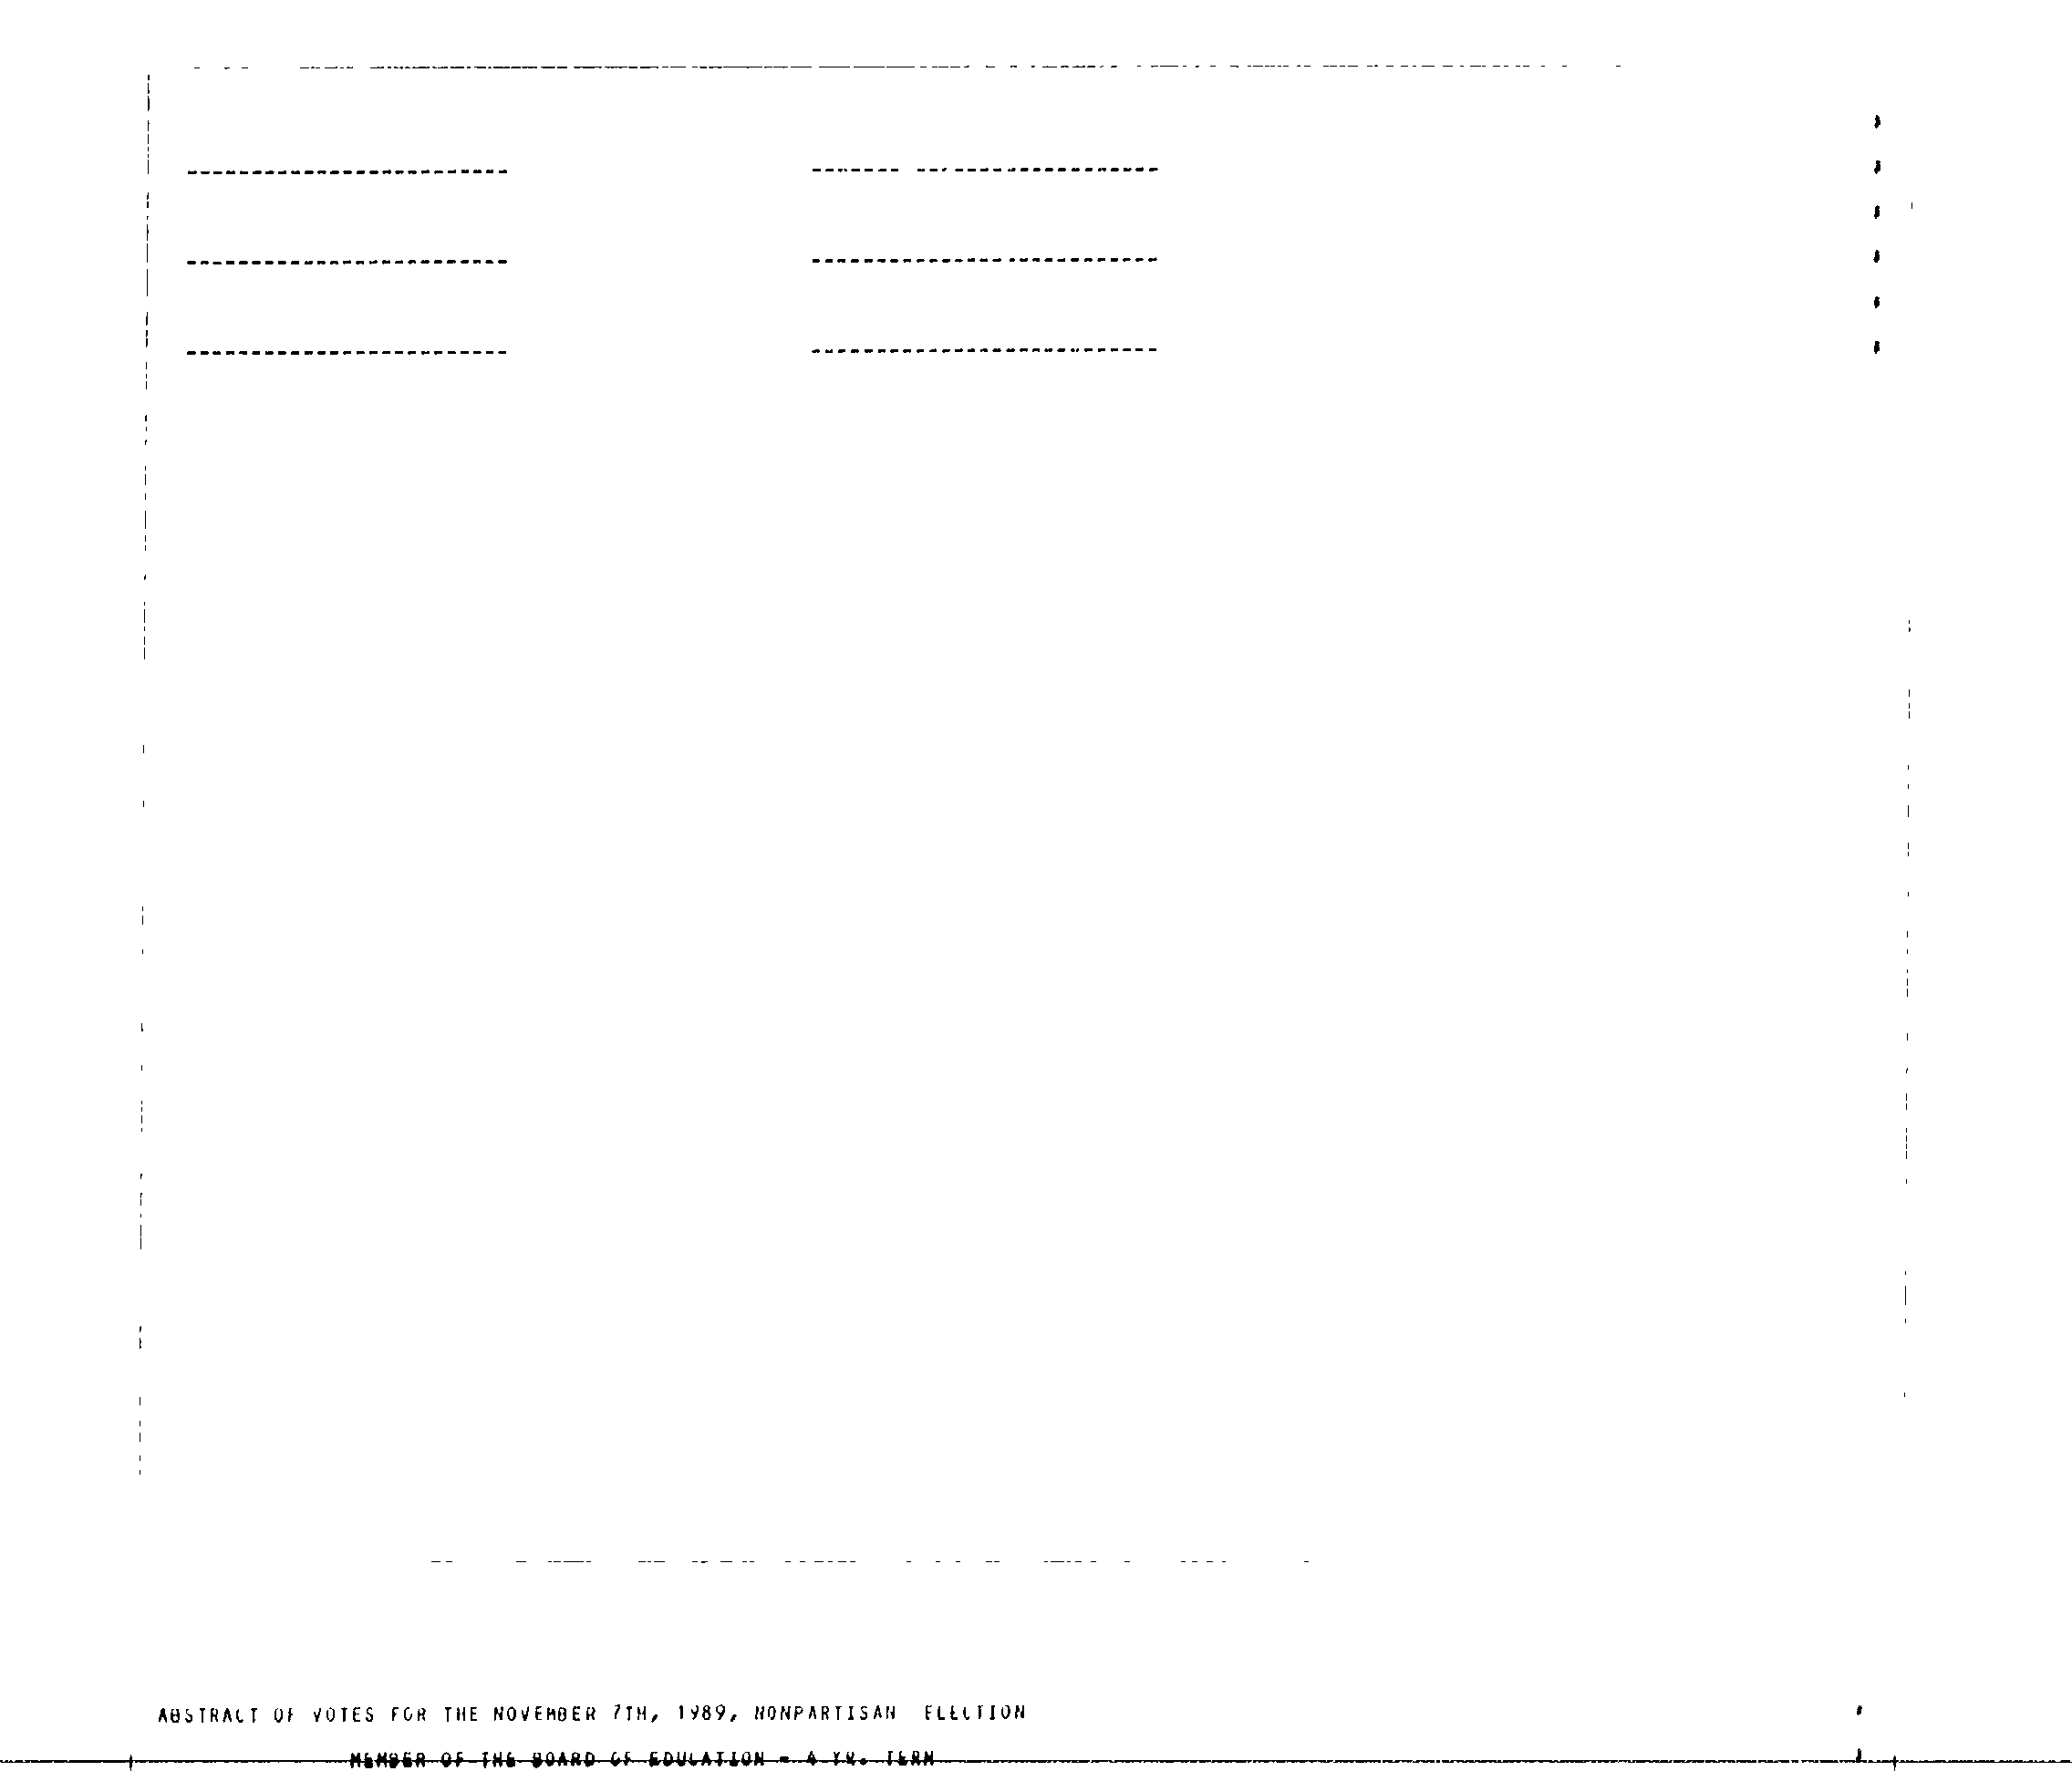 ABSTRACT OF VOTES FOR THE NOVEMBER 7TH, 1989, NONPARTISAN ELECTION
MEMBER OF THE BOARD OF EDUCATION - 4 YR. TERM